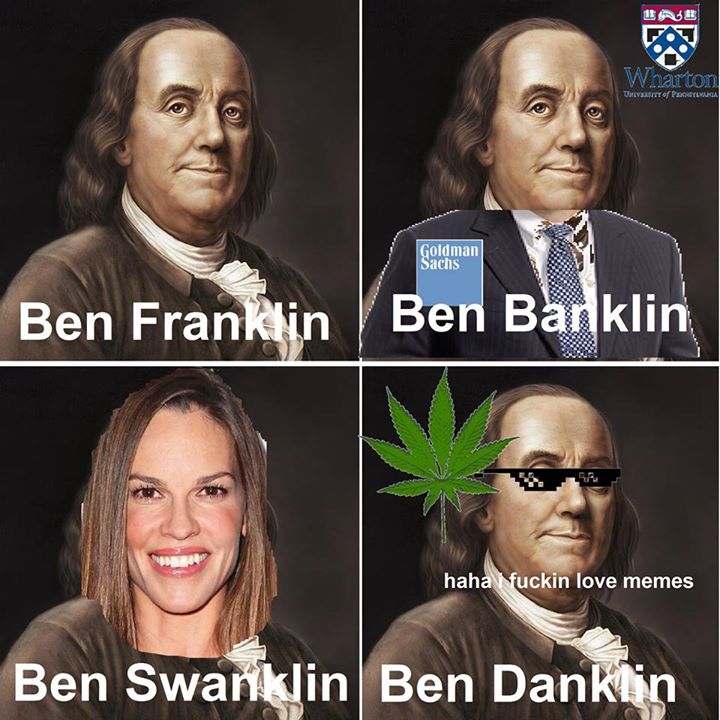 Wharton
UNIVERSITY of PENNSYLVANIA
Goldman
Sachs
Ben Franklin
Ben Banklin
haha i fuckin love memes
Ben Swanklin
Ben Danklin